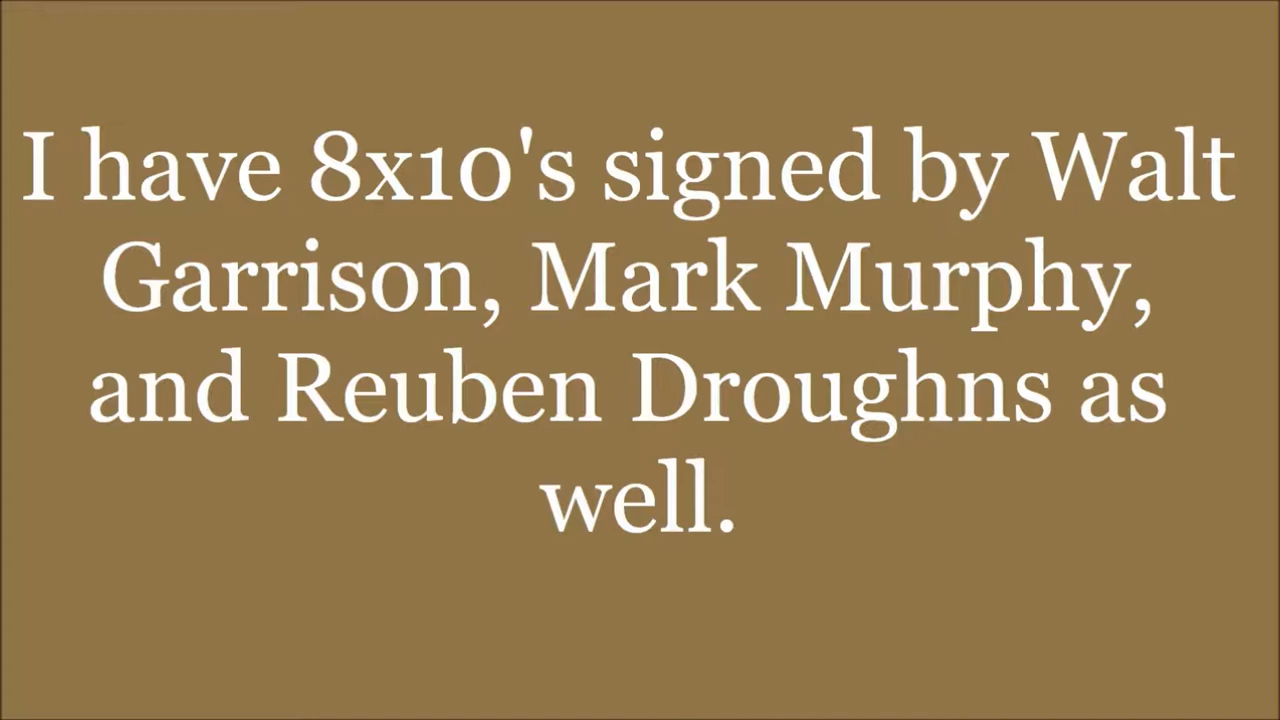 I have 8x10's signed by Walt
Garrison, Mark Murphy,
and Reuben Droughns as
well.